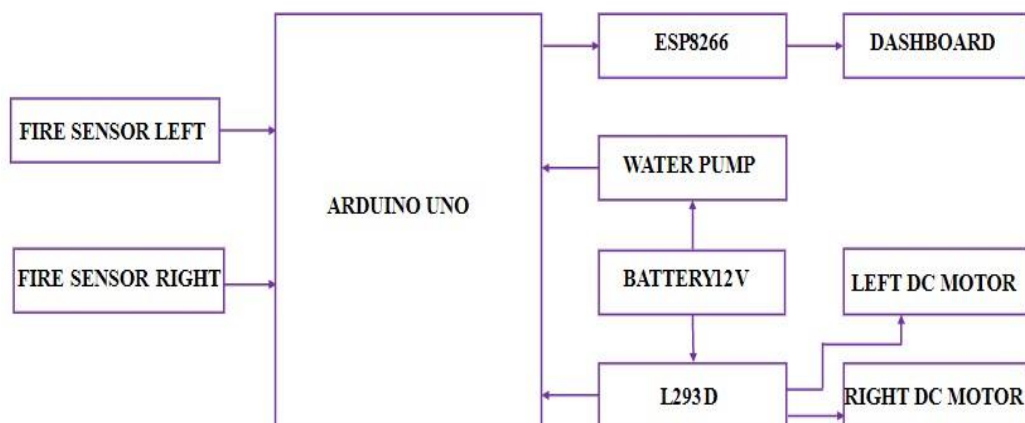 ESP8266
DASHBOARD
FIRE SENSOR LEFT
WATER PUMP
ARDUINO UNO
FIRE SENSOR RIGHT
BATTERY12V
LEFT DC MOTOR
L293D
RIGHT DC MOTOR